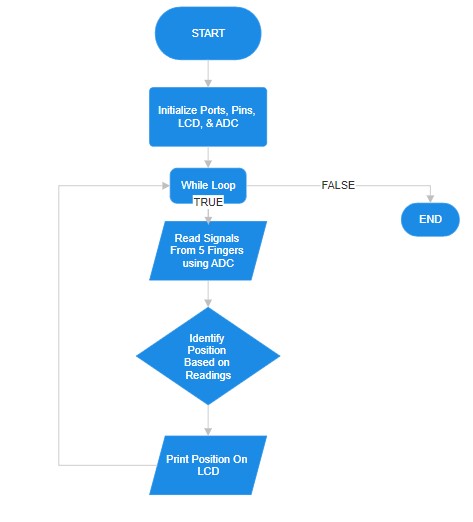 START
Initialize Ports, Pins,
LCD, & ADC
While Loop
FALSE
TRUE
END
Read Signals
From 5 Fingers
using ADC
Identify
Position
Based on
Readings
Print Position On
LCD